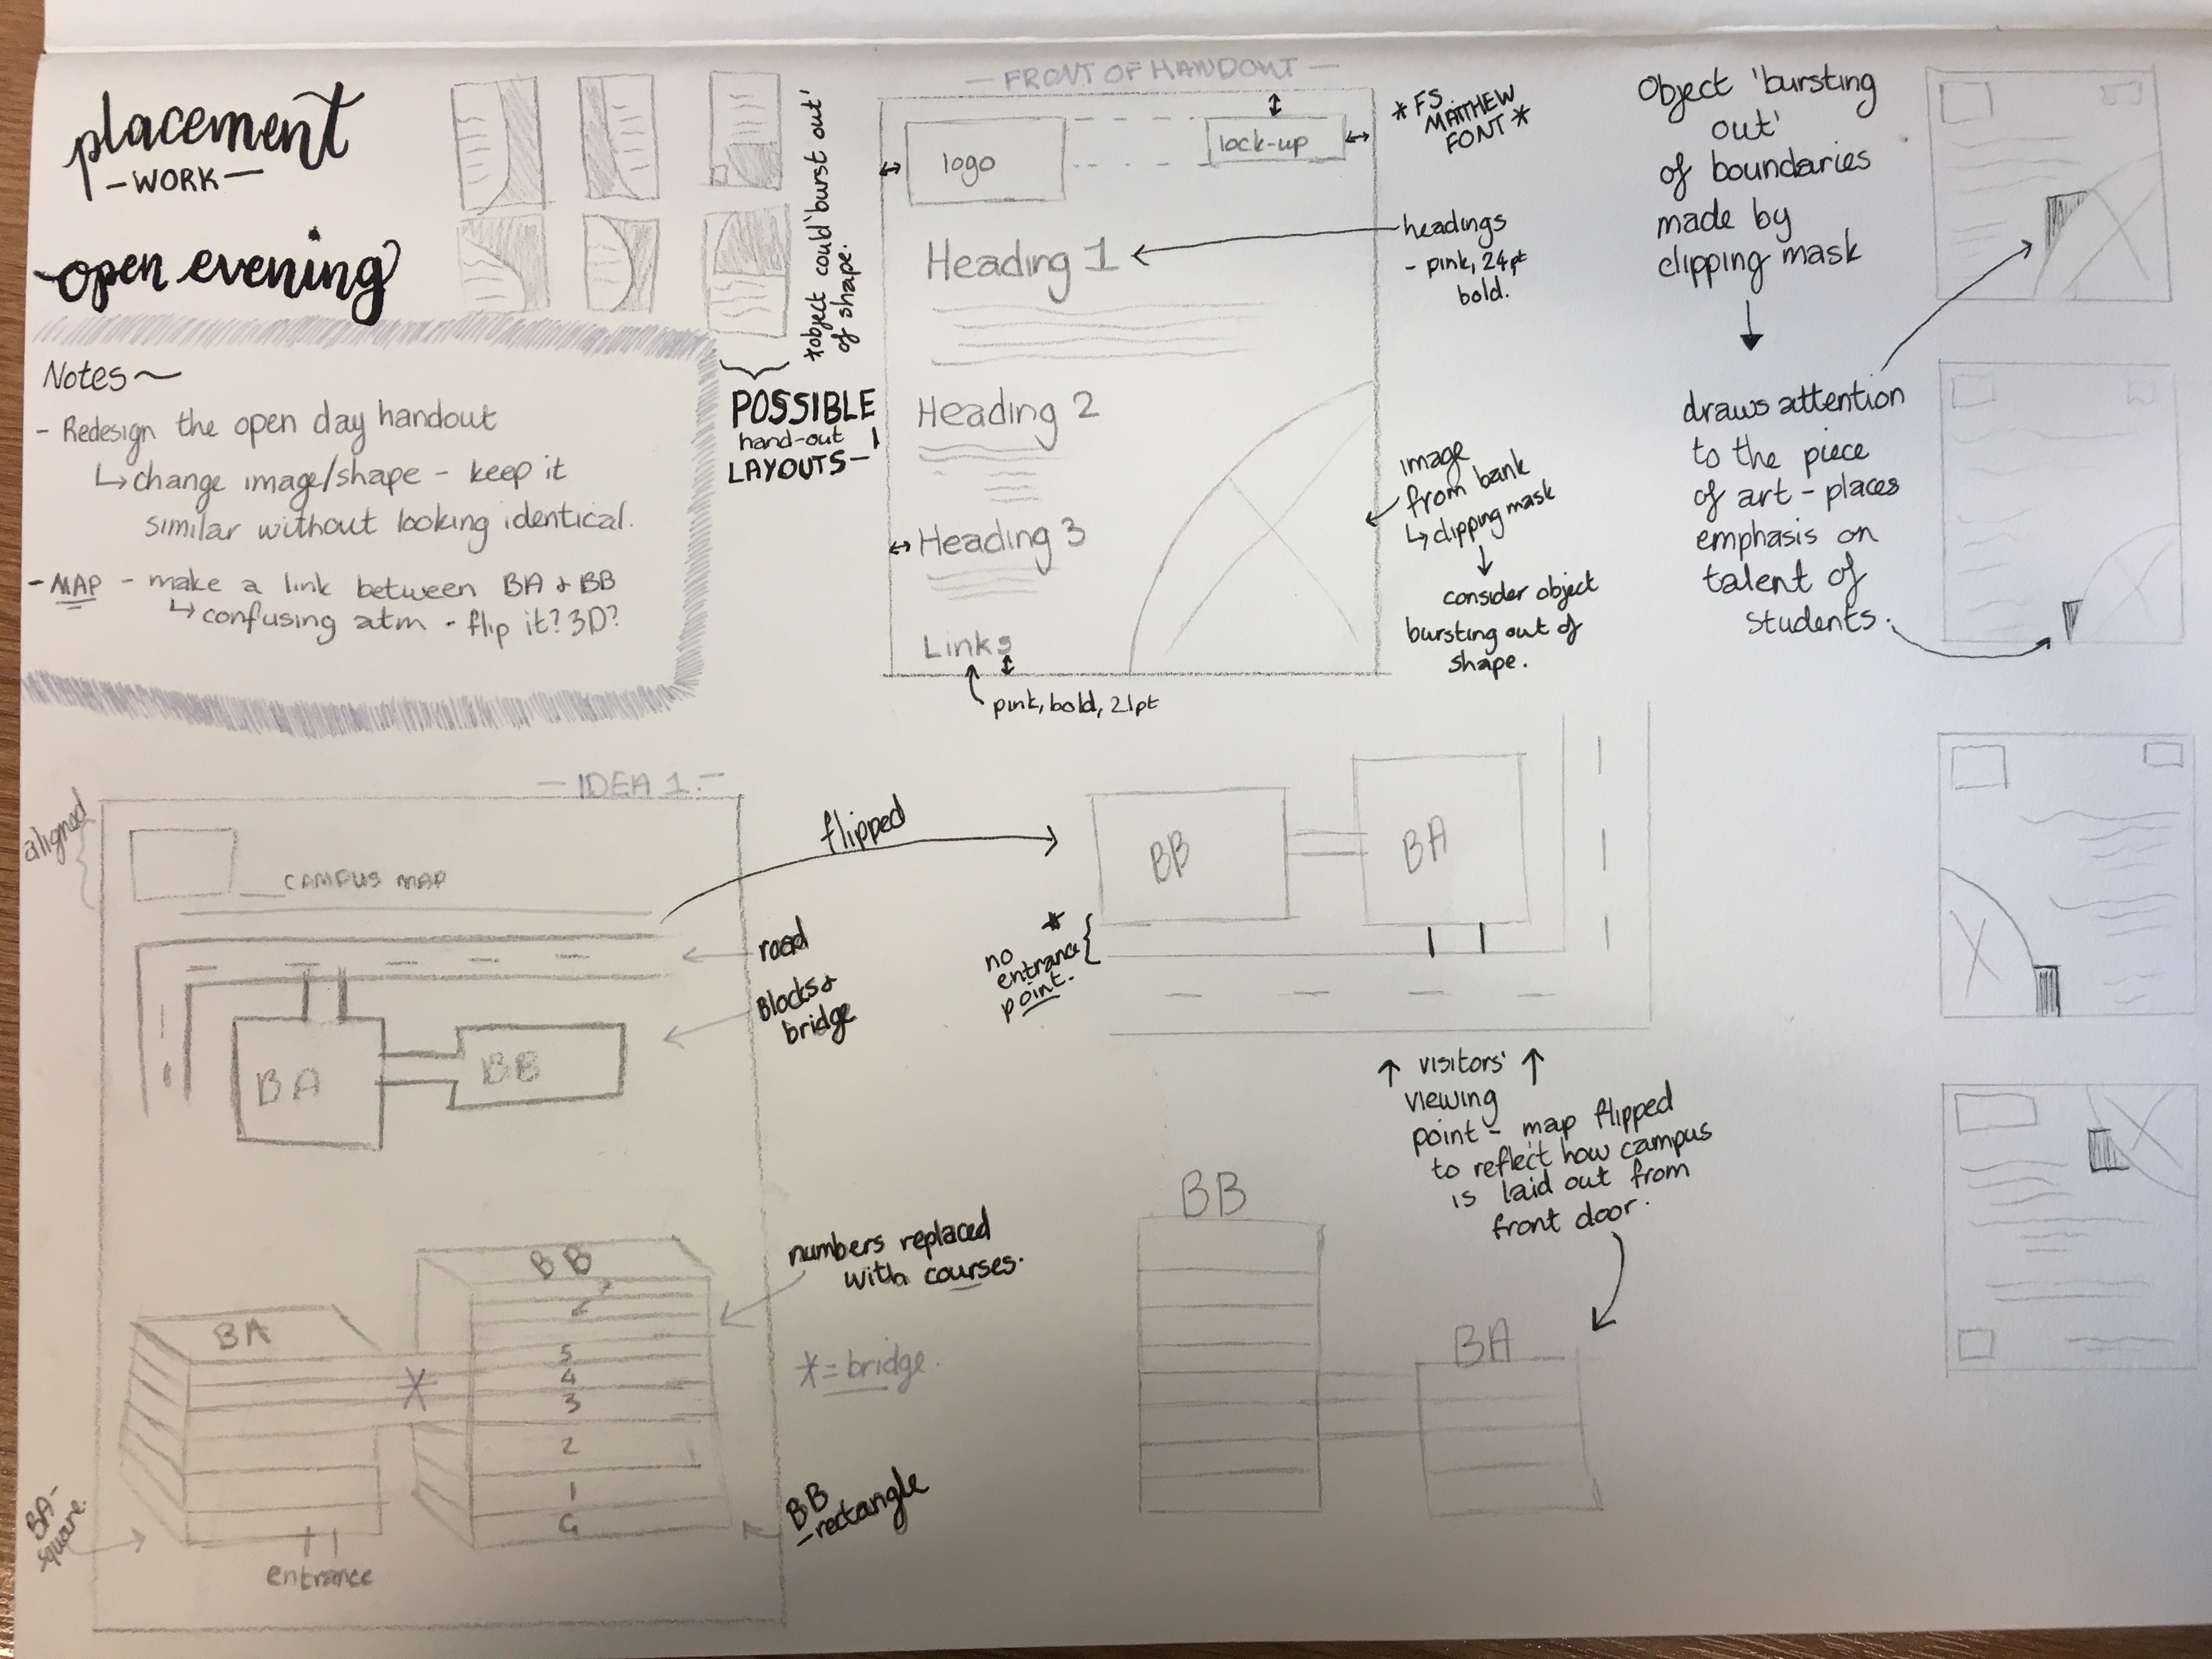 placement
- WORK -
open evening
Notes ~
- Redesign the open day handout
↳ change image/shape - keep it
similar without looking identical.
- MAP - make a link between BA & BB
↳ confusing atm - flip it? 3D?
*object could 'burst out'
of shape.
POSSIBLE
hand-out
LAYOUTS -
- FRONT OF HANDOUT -
logo
lock-up
Heading 1
Heading 2
Heading 3
Links
pink, bold, 21pt
* FS
MATTHEW
FONT *
headings
- pink, 24pt
bold.
image
from bank
↳ clipping mask
↓
consider object
bursting out of
shape.
Object 'bursting
out'
of boundaries
made by
clipping mask
↓
draws attention
to the piece
of art - places
emphasis on
talent of
students.
- IDEA 1: -
aligned
CAMPUS MAP
BA
BB
road
Blocks &
bridge
flipped
BB
BA
*
no
entrance
point.
↑ visitors' ↑
viewing
point - map flipped
to reflect how campus
is laid out from
front door.
BA
BB
7
6
5
4
3
2
1
G
*
entrance
BA -
square.
numbers replaced
with courses.
* = bridge.
BB
- rectangle
BB
BA